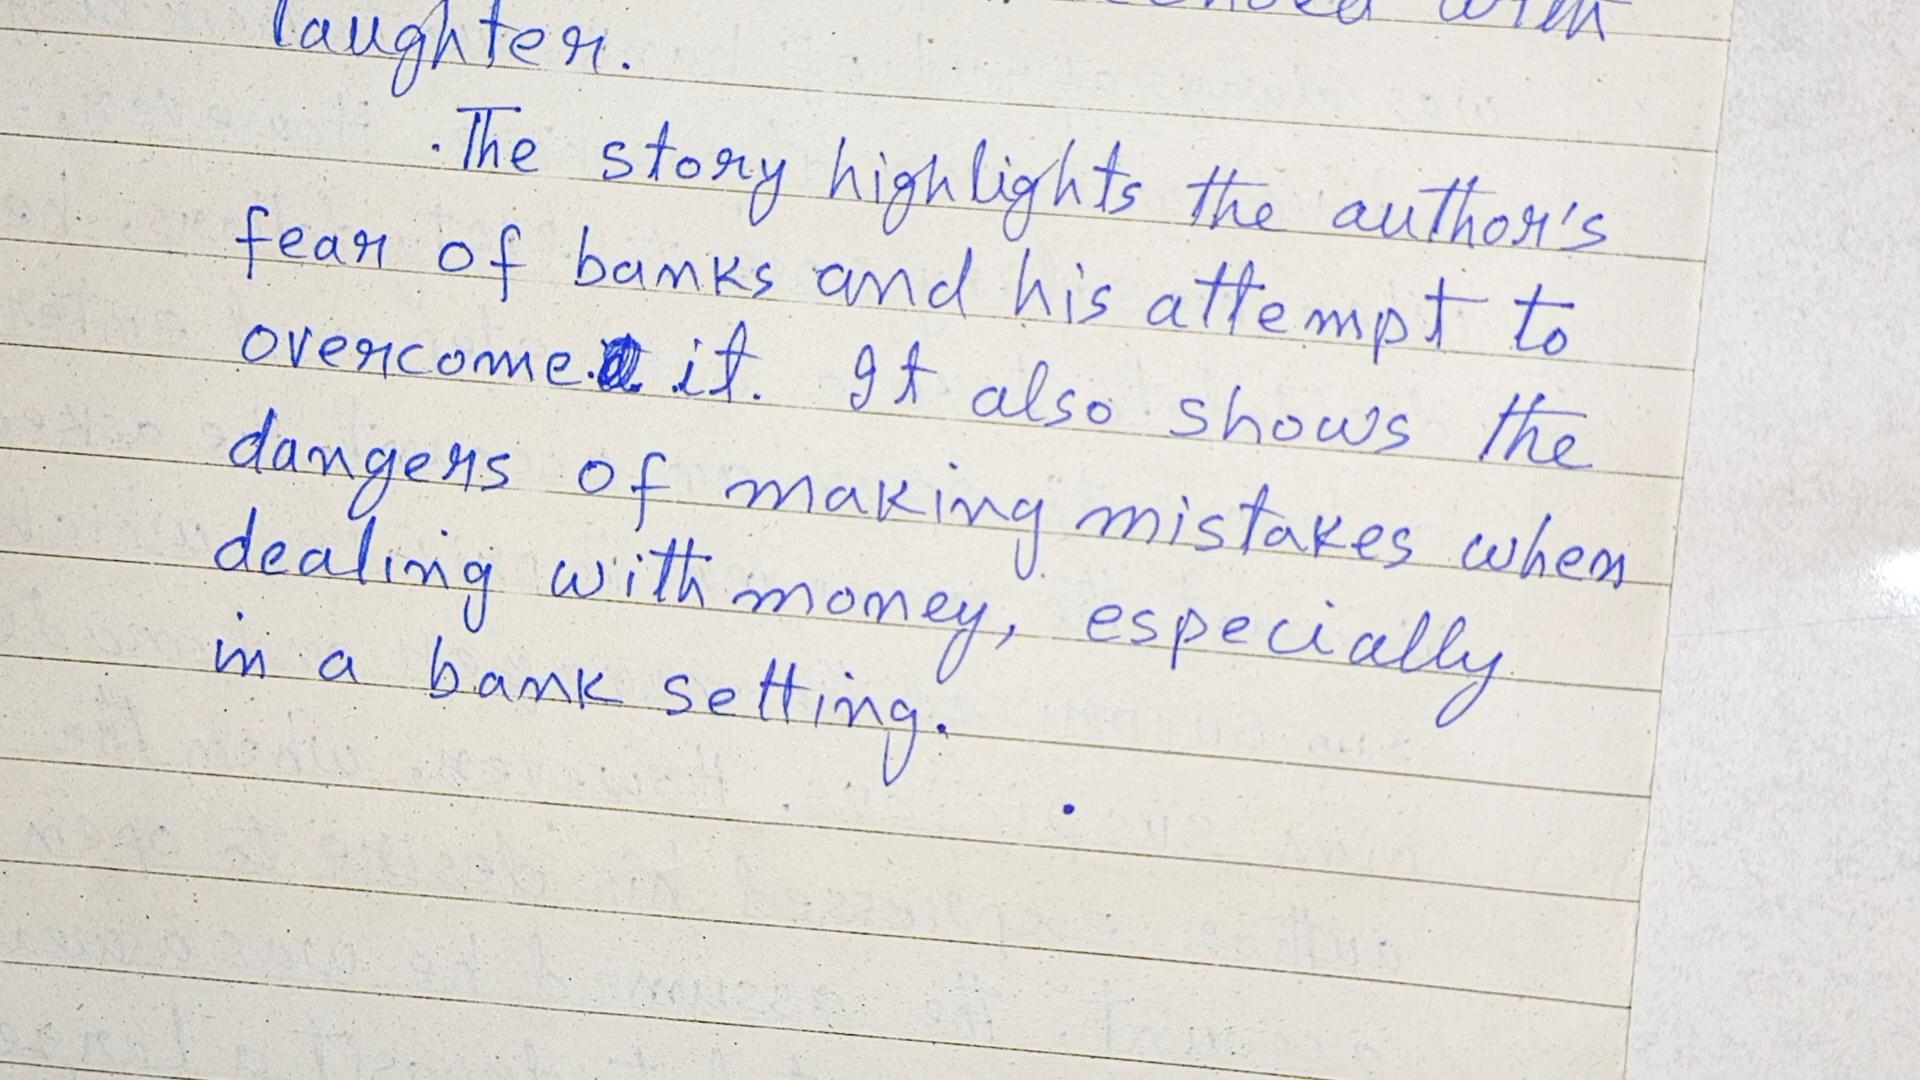 with
laughter.
The story highlights the author's
fear of banks and his attempt to
overcome it. It also shows the
dangers of making mistakes when
dealing with money, especially
in a bank setting.